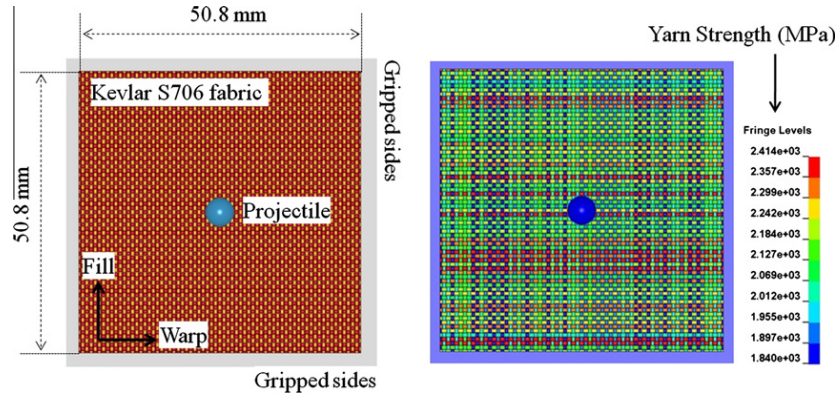 50.8 mm
Kevlar S706 fabric
Gripped sides
50.8 mm
Projectile
Fill
Warp
Gripped sides
Yarn Strength (MPa)
Fringe Levels
2.414e+03
2.357e+03
2.299e+03
2.242e+03
2.184e+03
2.127e+03
2.069e+03
2.012e+03
1.955e+03
1.897e+03
1.840e+03